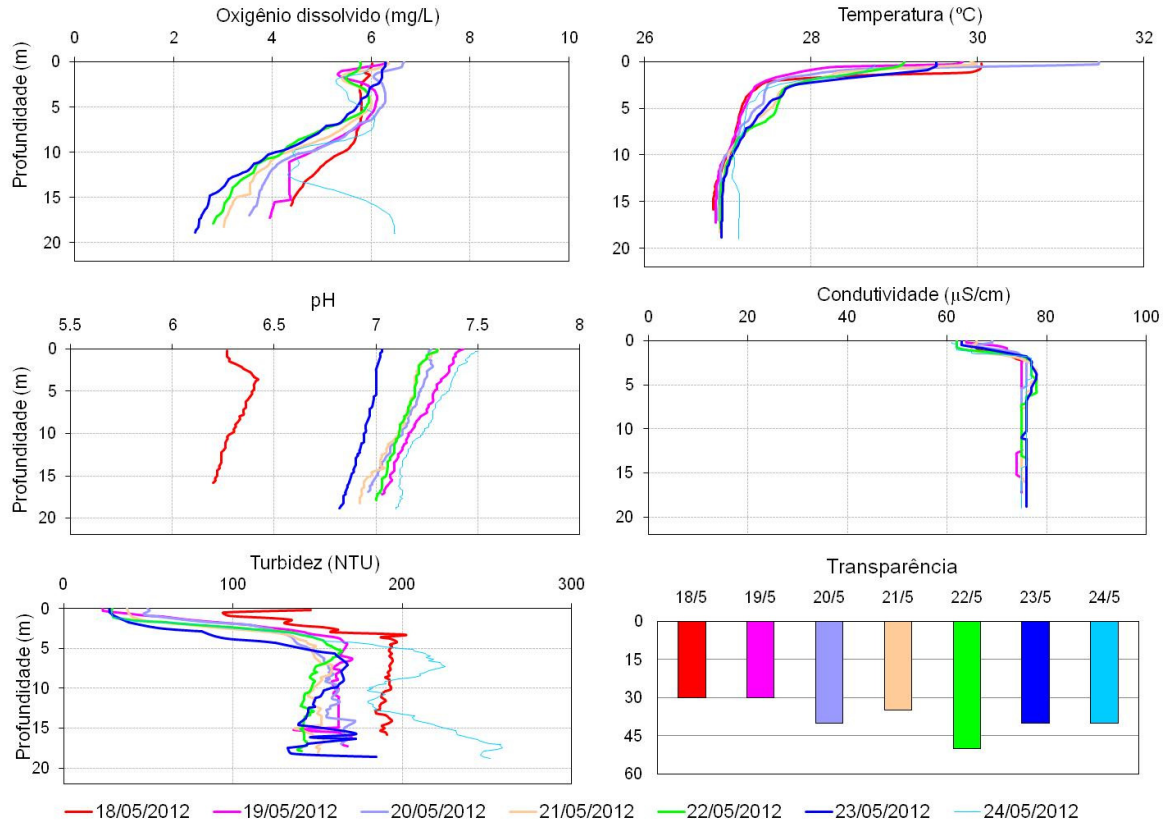 Oxigênio dissolvido (mg/L)
0 2 4 6 8 10
Profundidade (m)
0
5
10
15
20
Temperatura (ºC)
26 28 30 32
0
5
10
15
20
pH
5.5 6 6.5 7 7.5 8
Profundidade (m)
0
5
10
15
20
Condutividade (µS/cm)
0 20 40 60 80 100
0
5
10
15
20
Turbidez (NTU)
0 100 200 300
Profundidade (m)
0
5
10
15
20
Transparência
18/5 19/5 20/5 21/5 22/5 23/5 24/5
0
15
30
45
60
18/05/2012 19/05/2012 20/05/2012 21/05/2012 22/05/2012 23/05/2012 24/05/2012